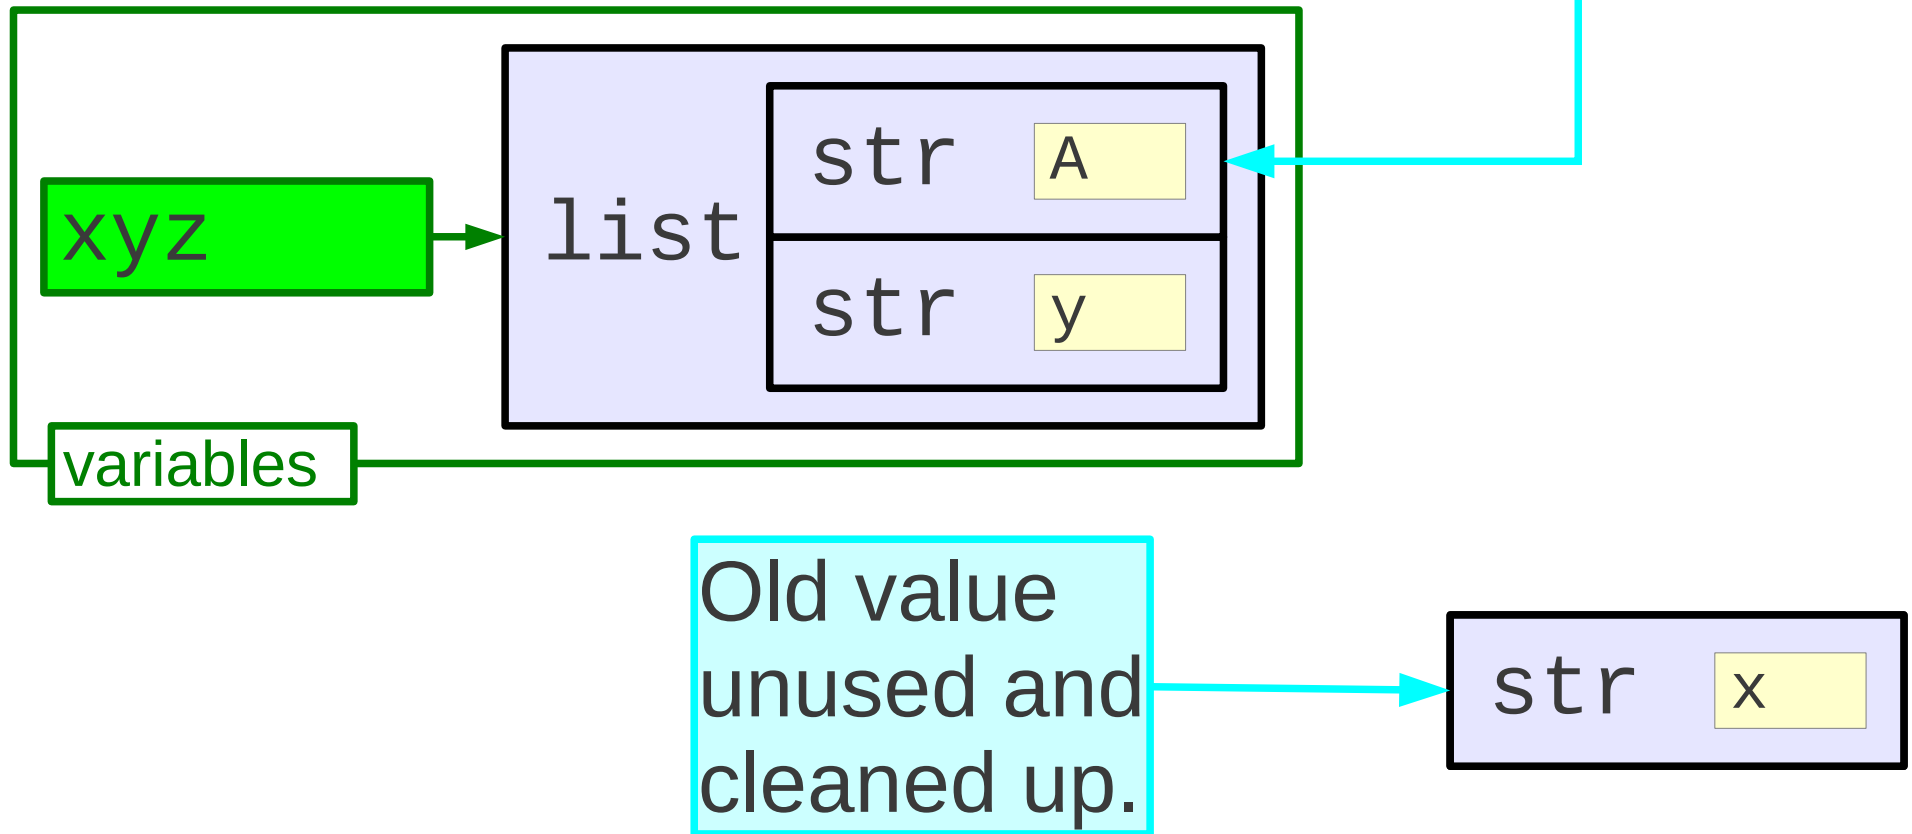 str A
xyz
list
str y
variables
Old value
unused and
cleaned up.
str x